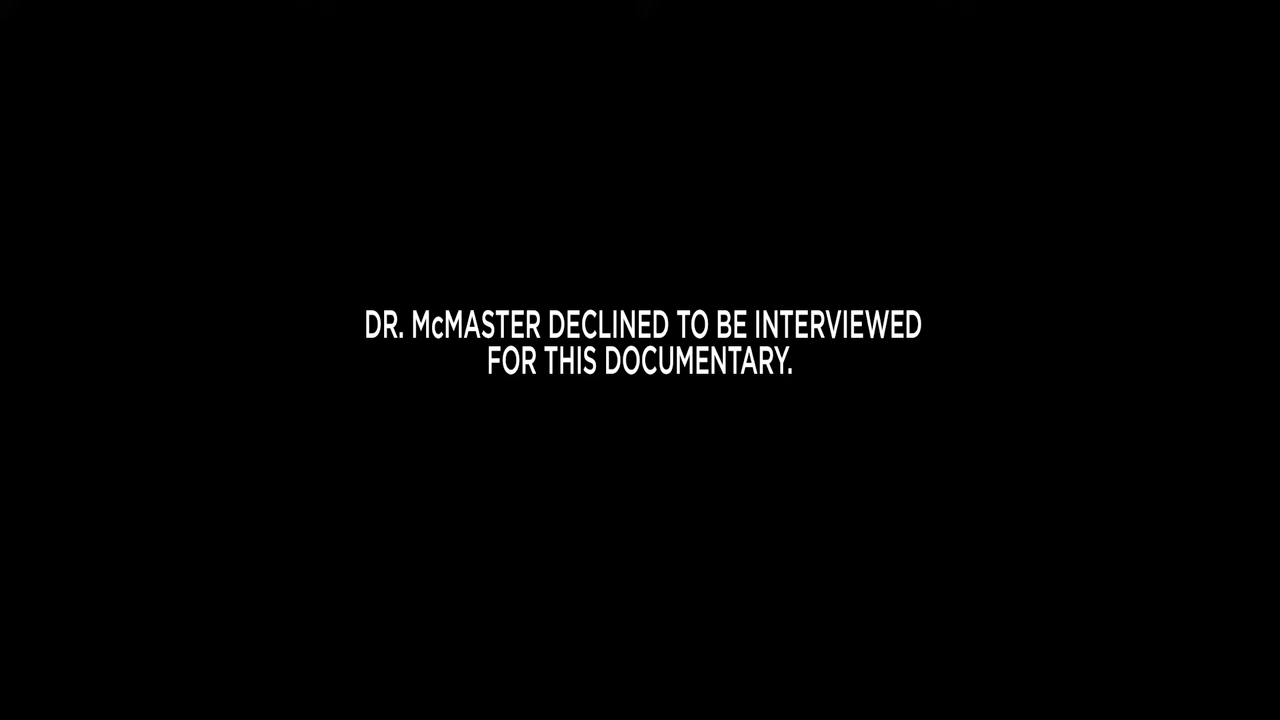 DR. McMASTER DECLINED TO BE INTERVIEWED
FOR THIS DOCUMENTARY.